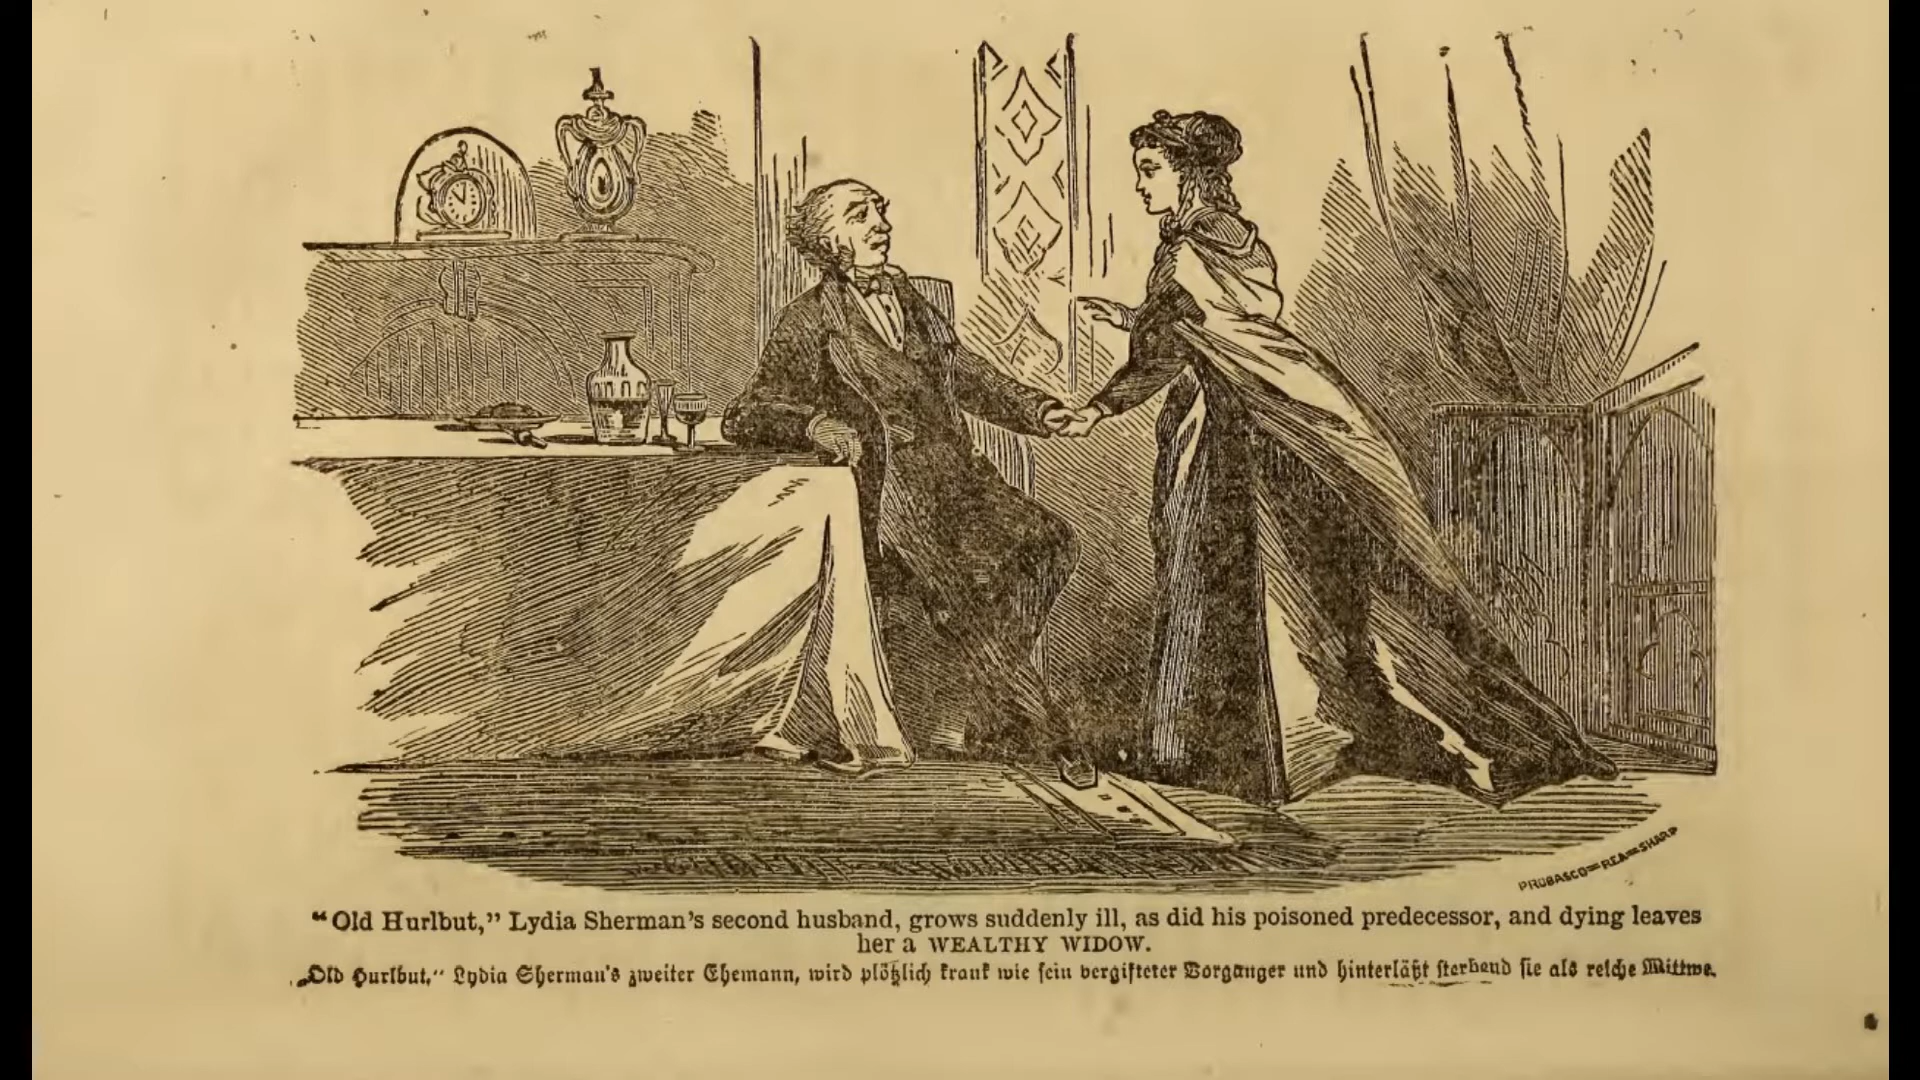 PROBASCO=REA=SHARP
“Old Hurlbut,” Lydia Sherman’s second husband, grows suddenly ill, as did his poisoned predecessor, and dying leaves
her a WEALTHY WIDOW.
„Old Hurlbut,“ Lydia Sherman’s zweiter Ehemann, wird plötzlich krank wie sein vergifteter Vorganger und hinterläßt sterbend sie als reiche Wittwe.